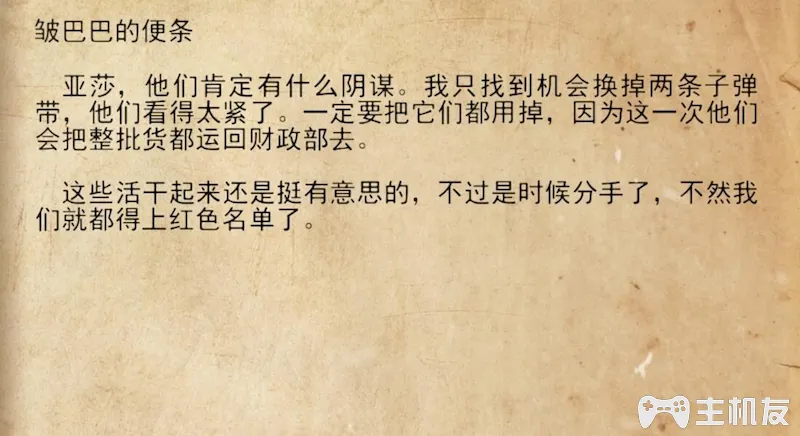 皱巴巴的便条
亚莎，他们肯定有什么阴谋。我只找到机会换掉两条子弹
带，他们看得太紧了。一定要把它们都用掉，因为这一次他们
会把整批货都运回财政部去。
这些活干起来还是挺有意思的，不过是时候分手了，不然我
们就都得上红色名单了。
主机友